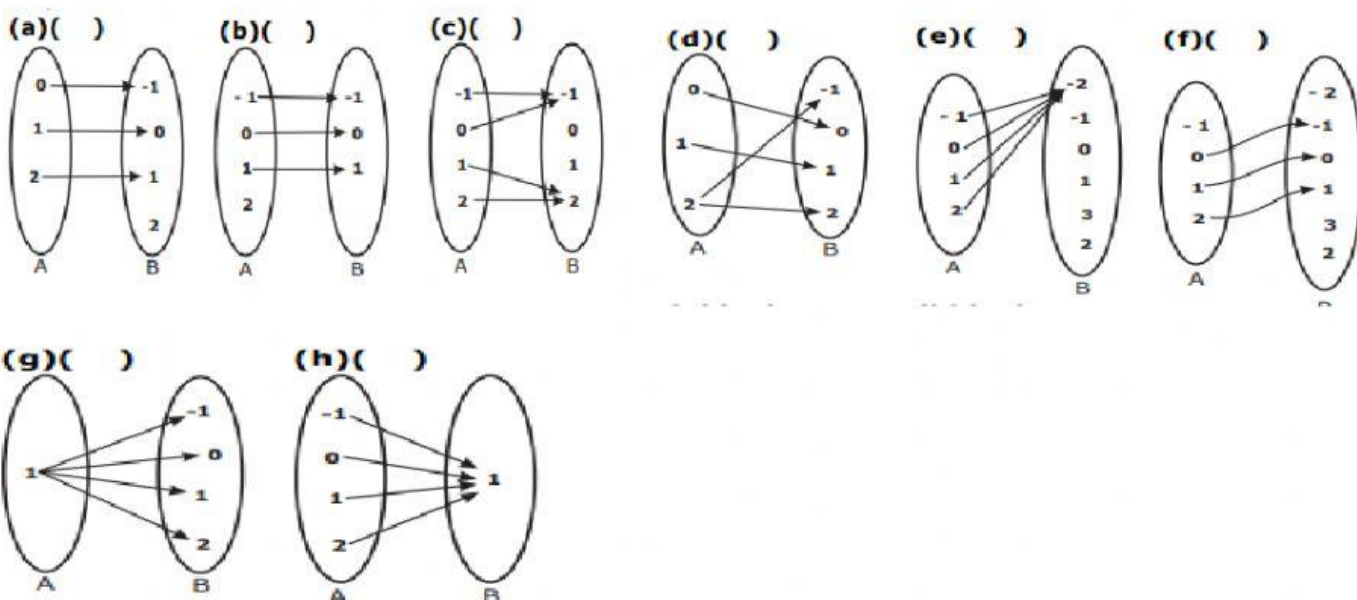 (a)( ) (b)( ) (c)( ) (d)( ) (e)( ) (f)( )
0 -1 -1 -1 -1 -1 0 -1 -1 -2 -1 -2
1 0 0 0 0 0 1 0 0 -1 0 -1
2 1 1 1 1 1 2 1 1 0 1 0
2 2 2 2 2 2 1 2 1
3 3
2 2
A B A B A B A B A B A
(g)( ) (h)( )
1 -1 -1 1
0 0
1 1
2 2
A B A B